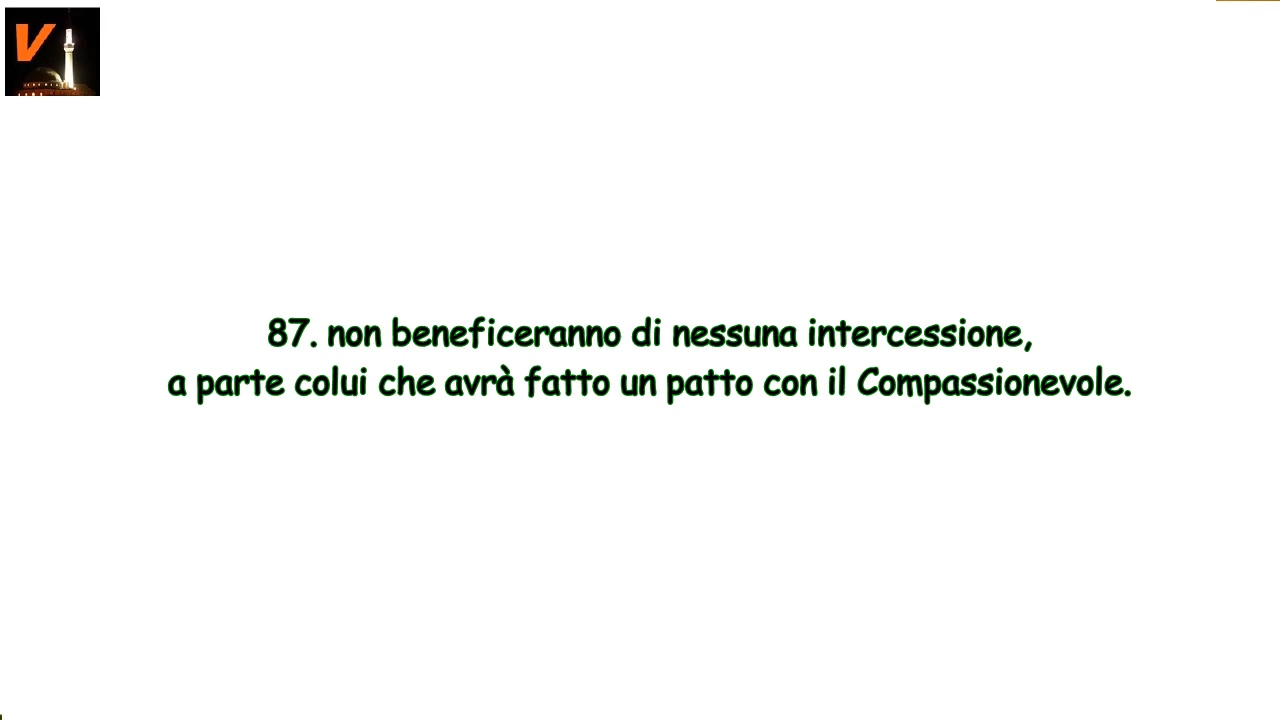 V
87. non beneficeranno di nessuna intercessione,
a parte colui che avrà fatto un patto con il Compassionevole.